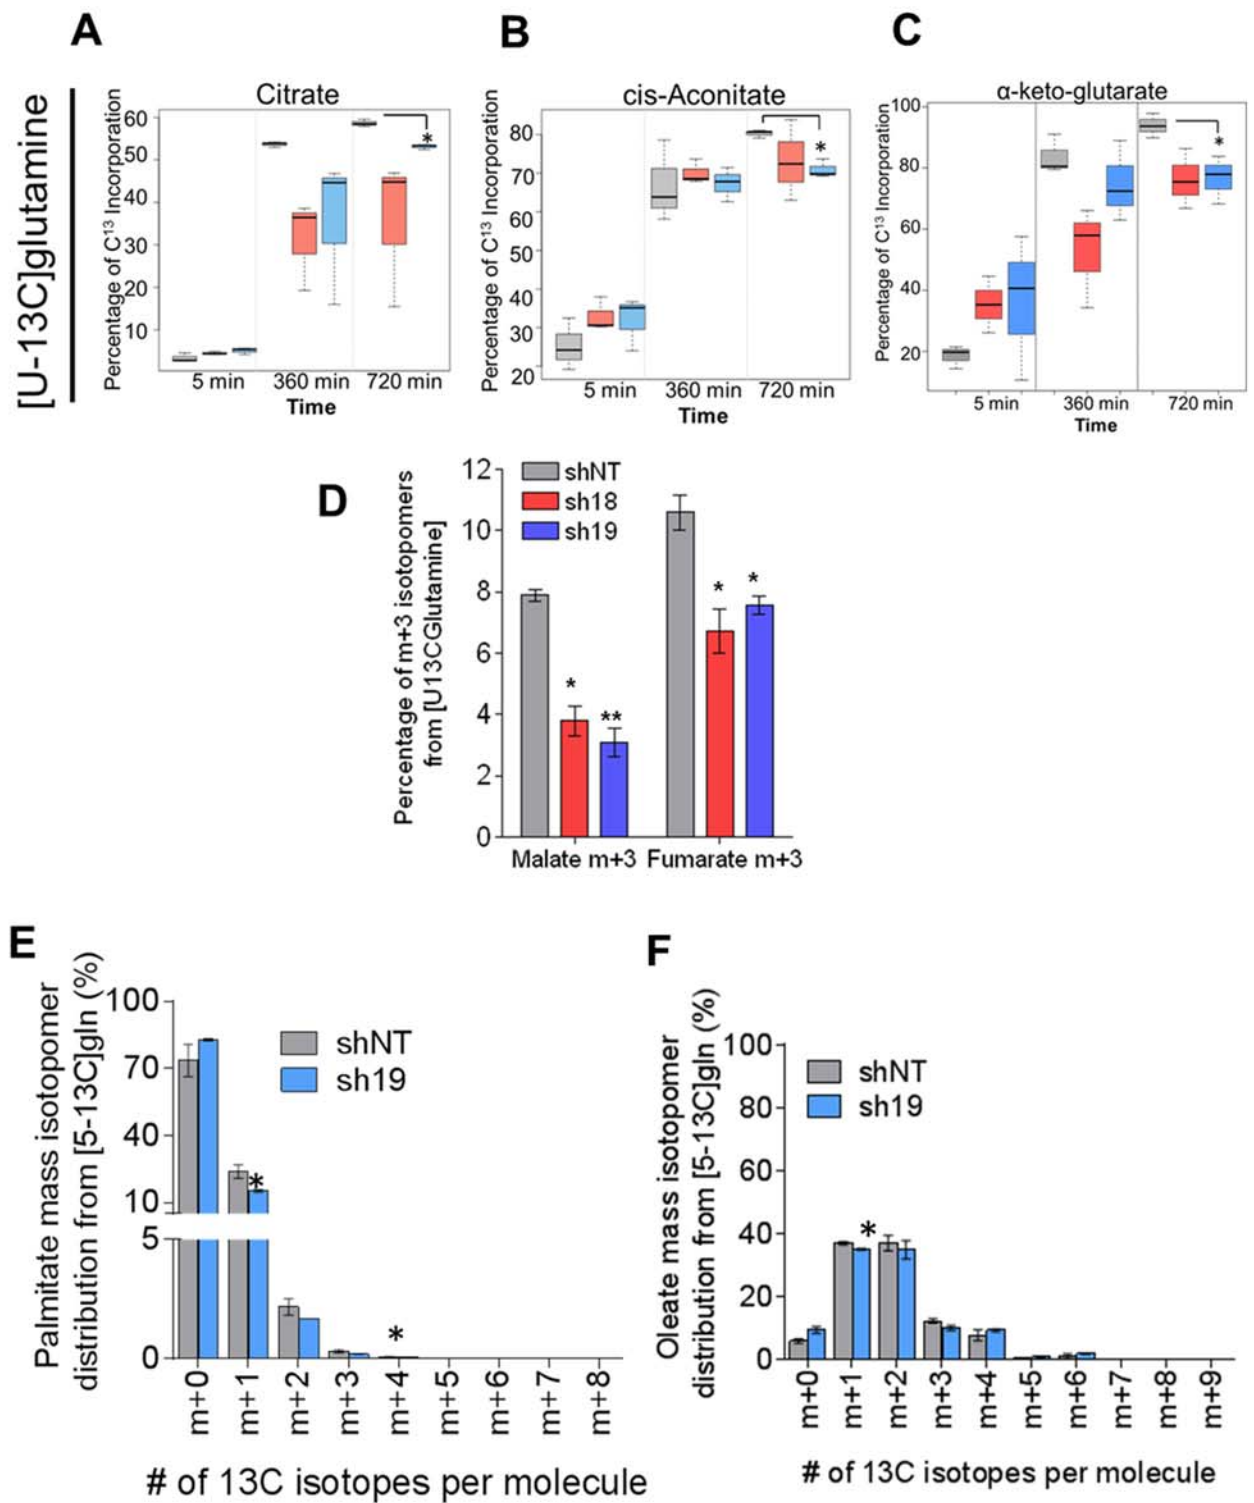 A
B
C
[U-13C]glutamine
Citrate
Percentage of C13 Incorporation
60
50
40
30
20
10
*
5 min
360 min
720 min
Time
cis-Aconitate
Percentage of C13 Incorporation
80
70
60
50
40
30
20
*
5 min
360 min
720 min
Time
α-keto-glutarate
Percentage of C13 Incorporation
100
80
60
40
20
*
5 min
360 min
720 min
Time
D
Percentage of m+3 isotopomers
from [U13CGlutamine]
12
10
8
6
4
2
0
shNT
sh18
sh19
*
**
*
*
Malate m+3
Fumarate m+3
E
Palmitate mass isotopomer
distribution from [5-13C]gln (%)
100
70
40
10
5
0
shNT
sh19
*
*
m+0
m+1
m+2
m+3
m+4
m+5
m+6
m+7
m+8
# of 13C isotopes per molecule
F
Oleate mass isotopomer
distribution from [5-13C]gln (%)
100
80
60
40
20
0
shNT
sh19
*
m+0
m+1
m+2
m+3
m+4
m+5
m+6
m+7
m+8
m+9
# of 13C isotopes per molecule